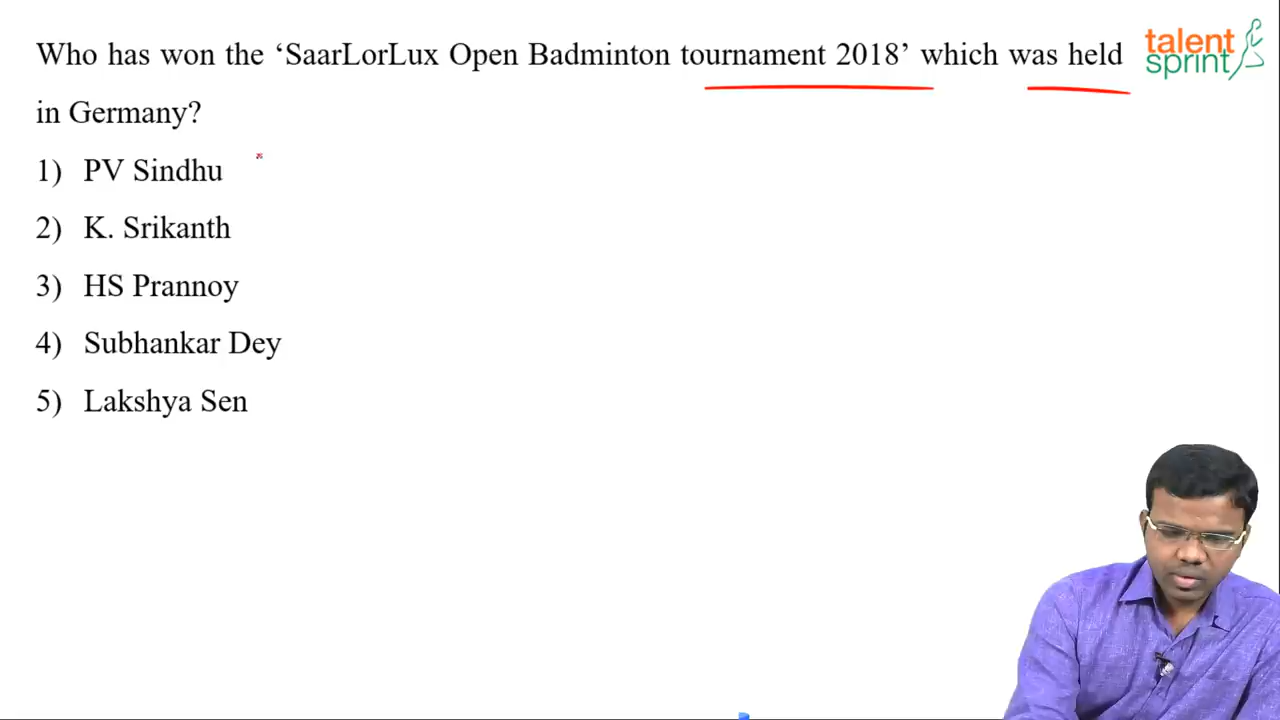 Who has won the ‘SaarLorLux Open Badminton tournament 2018’ which was held
in Germany?
1) PV Sindhu
2) K. Srikanth
3) HS Prannoy
4) Subhankar Dey
5) Lakshya Sen
talent
sprint